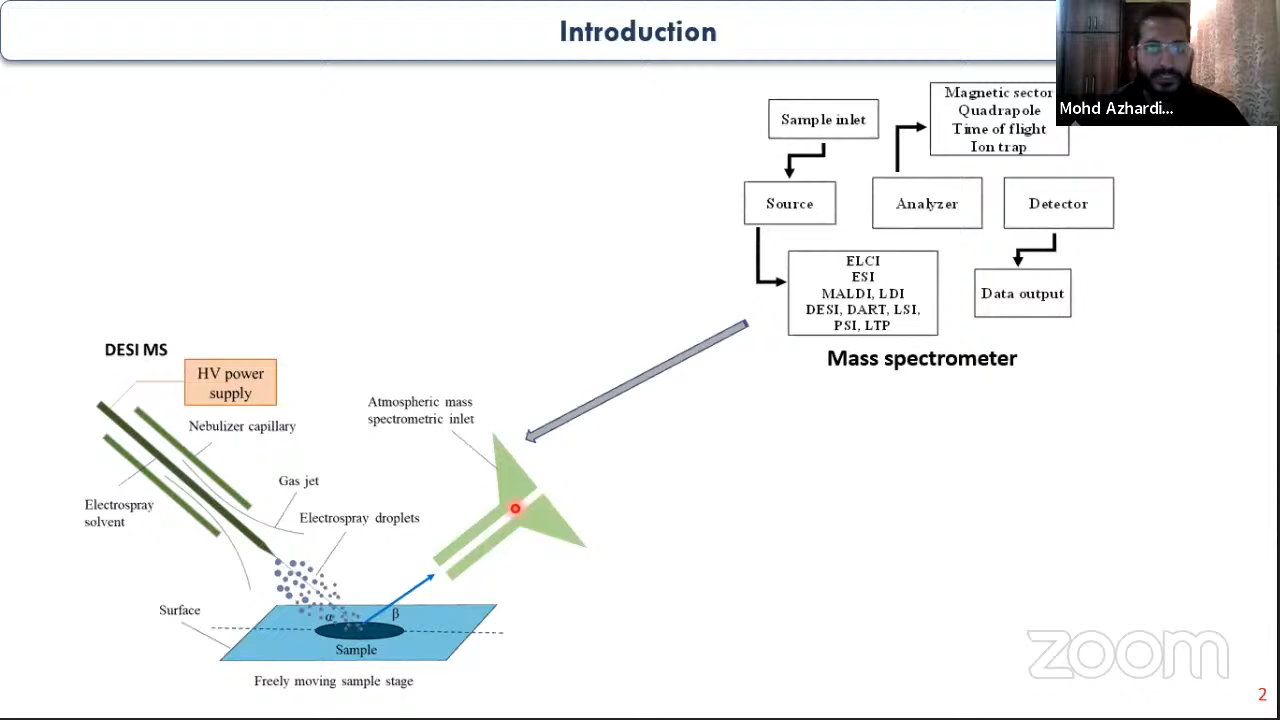 Introduction
Mohd Azhardi...
Sample inlet
Magnetic sector
Quadrapole
Time of flight
Ion trap
Source
Analyzer
Detector
ELCI
ESI
MALDI, LDI
DESI, DART, LSI,
PSI, LTP
Data output
Mass spectrometer
DESI MS
HV power
supply
Nebulizer capillary
Atmospheric mass
spectrometric inlet
Gas jet
Electrospray
solvent
Electrospray droplets
Surface
α
β
Sample
Freely moving sample stage
zoom
2